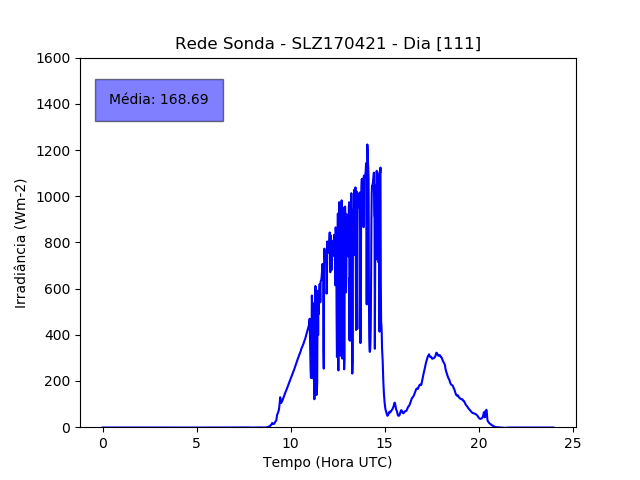 Rede Sonda - SLZ170421 - Dia [111]
1600
1400
1200
1000
800
600
400
200
0
Irradiância (Wm-2)
Média: 168.69
0 5 10 15 20 25
Tempo (Hora UTC)